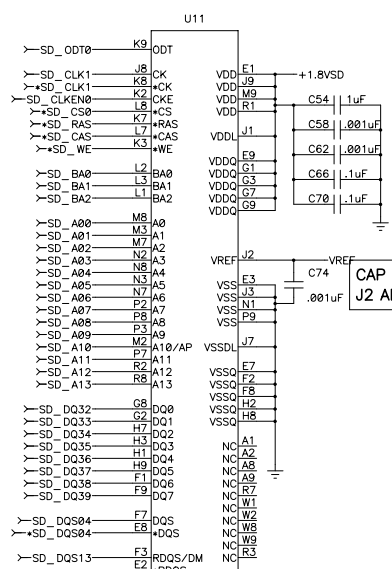 U11
SD_ODT0 K9 ODT
SD_CLK1 J8 CK
*SD_CLK1 K8 *CK
SD_CLKEN0 K2 CKE
*SD_CS0 L8 *CS
*SD_RAS K7 *RAS
*SD_CAS L7 *CAS
*SD_WE K3 *WE
SD_BA0 L2 BA0
SD_BA1 L3 BA1
SD_BA2 L1 BA2
SD_A00 M8 A0
SD_A01 M3 A1
SD_A02 M7 A2
SD_A03 N2 A3
SD_A04 N8 A4
SD_A05 N3 A5
SD_A06 N7 A6
SD_A07 P2 A7
SD_A08 P8 A8
SD_A09 P3 A9
SD_A10 M2 A10/AP
SD_A11 P7 A11
SD_A12 R2 A12
SD_A13 R8 A13
SD_DQ32 G8 DQ0
SD_DQ33 G2 DQ1
SD_DQ34 H7 DQ2
SD_DQ35 H3 DQ3
SD_DQ36 H1 DQ4
SD_DQ37 H9 DQ5
SD_DQ38 F1 DQ6
SD_DQ39 F9 DQ7
SD_DQS04 F7 DQS
*SD_DQS04 E8 *DQS
SD_DQS13 F3 RDQS/DM
E2 *RDQS
VDD E1 +1.8VSD
VDD J9
VDD M9
VDD R1
VDDL J1
VDDQ E9
VDDQ G1
VDDQ G3
VDDQ G7
VDDQ G9
VREF J2 VREF
VSS E3
VSS J3
VSS N1
VSS P9
VSSDL J7
VSSQ E7
VSSQ F2
VSSQ F8
VSSQ H2
VSSQ H8
NC A1
NC A2
NC A8
NC A9
NC R7
NC W1
NC W2
NC W8
NC W9
NC R3
C54 1uF
C58 .001uF
C62 .001uF
C66 .1uF
C70 .1uF
C74
.001uF
CAP
J2 A